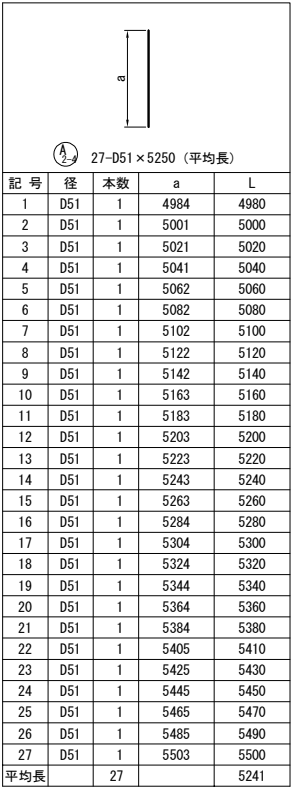 a
A 2-4 27-D51×5250 (平均長)
記 号 径 本数 a L
1 D51 1 4984 4980
2 D51 1 5001 5000
3 D51 1 5021 5020
4 D51 1 5041 5040
5 D51 1 5062 5060
6 D51 1 5082 5080
7 D51 1 5102 5100
8 D51 1 5122 5120
9 D51 1 5142 5140
10 D51 1 5163 5160
11 D51 1 5183 5180
12 D51 1 5203 5200
13 D51 1 5223 5220
14 D51 1 5243 5240
15 D51 1 5263 5260
16 D51 1 5284 5280
17 D51 1 5304 5300
18 D51 1 5324 5320
19 D51 1 5344 5340
20 D51 1 5364 5360
21 D51 1 5384 5380
22 D51 1 5405 5410
23 D51 1 5425 5430
24 D51 1 5445 5450
25 D51 1 5465 5470
26 D51 1 5485 5490
27 D51 1 5503 5500
平均長 27 5241